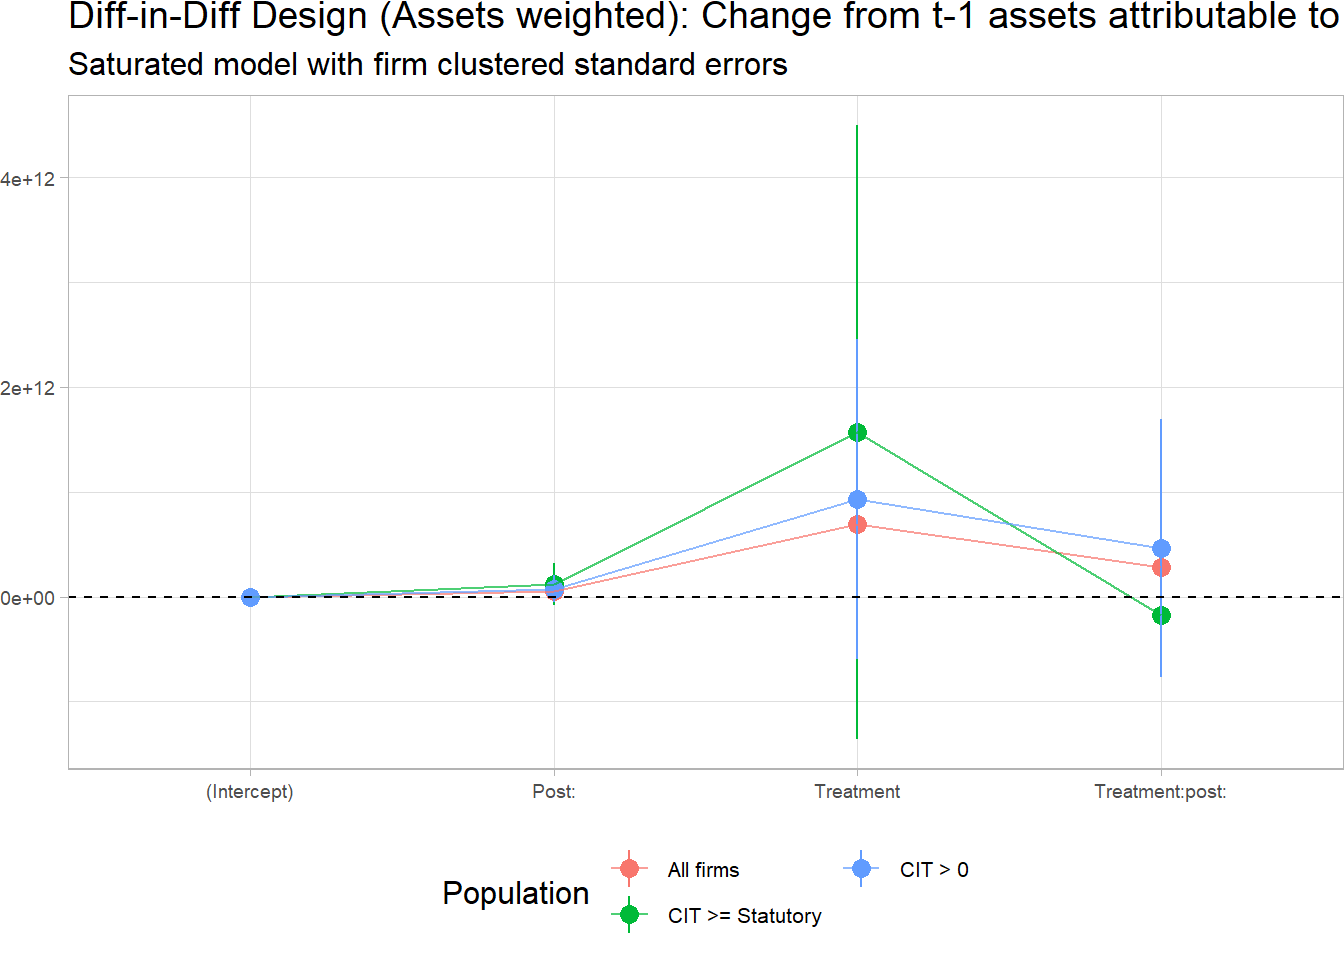 Diff-in-Diff Design (Assets weighted): Change from t-1 assets attributable to
Saturated model with firm clustered standard errors
4e+12
2e+12
0e+00
(Intercept) Post: Treatment Treatment:post:
Population
All firms
CIT > 0
CIT >= Statutory